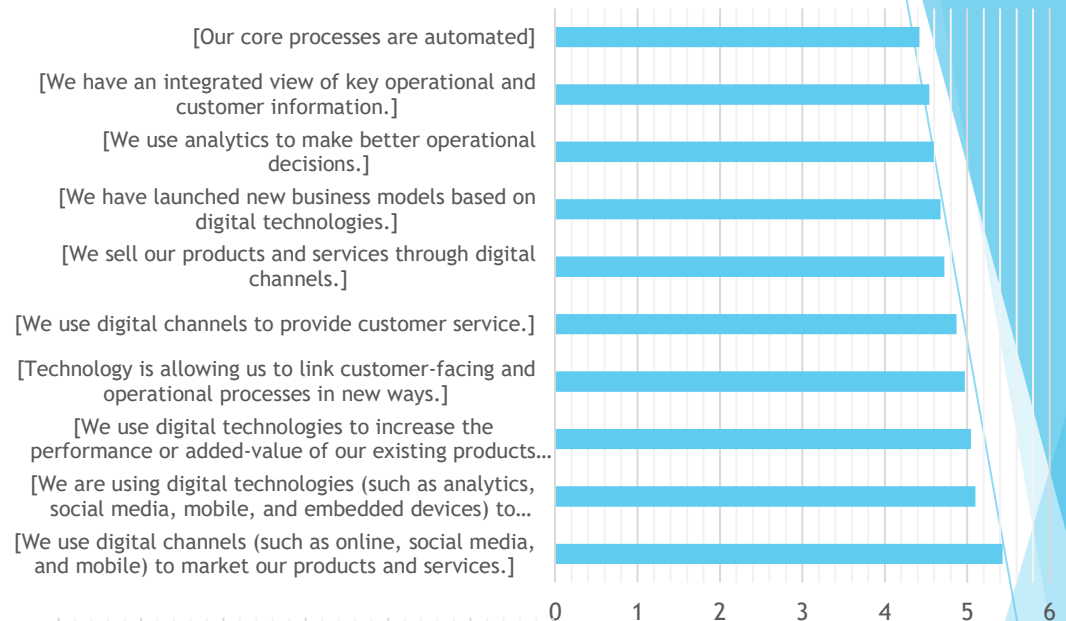 [Our core processes are automated]
[We have an integrated view of key operational and
customer information.]
[We use analytics to make better operational
decisions.]
[We have launched new business models based on
digital technologies.]
[We sell our products and services through digital
channels.]
[We use digital channels to provide customer service.]
[Technology is allowing us to link customer-facing and
operational processes in new ways.]
[We use digital technologies to increase the
performance or added-value of our existing products…
[We are using digital technologies (such as analytics,
social media, mobile, and embedded devices) to…
[We use digital channels (such as online, social media,
and mobile) to market our products and services.]
0 1 2 3 4 5 6